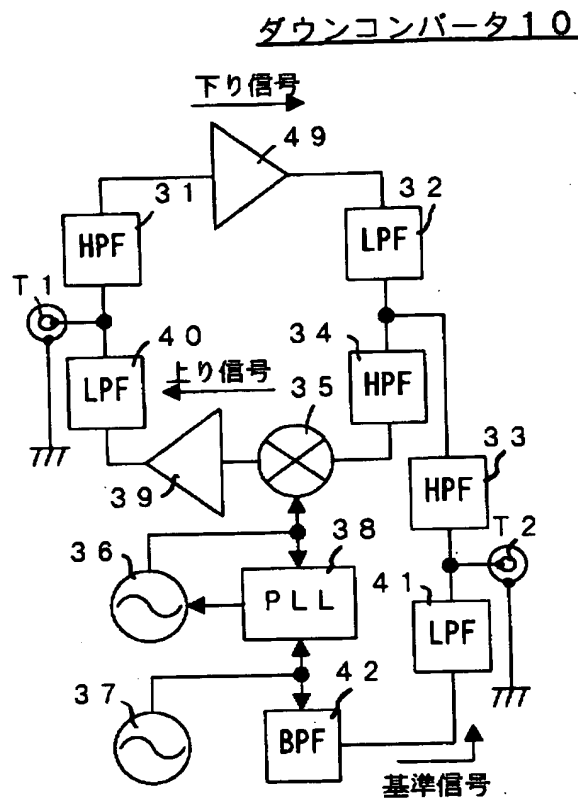 ダウンコンバータ10
下り信号
49
31
32
HPF
LPF
T1
40
34
上り信号
LPF
35
HPF
39
33
HPF
T2
36
38
PLL
41
LPF
37
42
BPF
基準信号